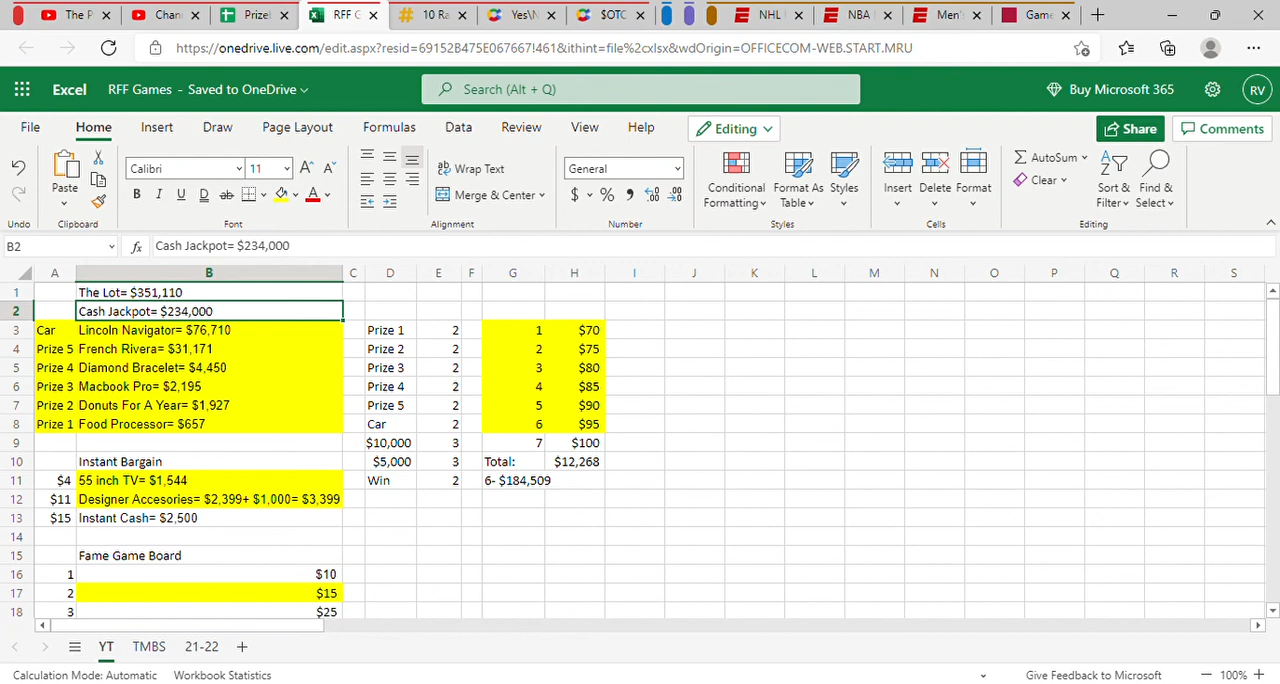 The P
Chan
Prizel
RFF G
10 Ra
Yes\N
$OTC
NHL
NBA
Men'
Game
https://onedrive.live.com/edit.aspx?resid=691528475E067667!461&ithint=file%2cxlsx&wdOrigin=OFFICECOM-WEB.START.MRU
Excel RFF Games - Saved to OneDrive
Search (Alt + Q)
Buy Microsoft 365
RV
File Home Insert Draw Page Layout Formulas Data Review View Help Editing Share Comments
Paste Calibri 11 Wrap Text General Conditional Formatting Format As Table Styles Insert Delete Format AutoSum Sort & Filter Find & Select
B I U D ab A Merge & Center $ % Clear
Undo Clipboard Font Alignment Number Styles Cells Editing
B2 fx Cash Jackpot= $234,000
A B C D E F G H I J K L M N O P Q R S
1 The Lot= $351,110
2 Cash Jackpot= $234,000
3 Car Lincoln Navigator= $76,710 Prize 1 2 1 $70
4 Prize 5 French Rivera= $31,171 Prize 2 2 2 $75
5 Prize 4 Diamond Bracelet= $4,450 Prize 3 2 3 $80
6 Prize 3 Macbook Pro= $2,195 Prize 4 2 4 $85
7 Prize 2 Donuts For A Year= $1,927 Prize 5 2 5 $90
8 Prize 1 Food Processor= $657 Car 2 6 $95
9 $10,000 3 7 $100
10 Instant Bargain $5,000 3 Total: $12,268
11 $4 55 inch TV= $1,544 Win 2 6- $184,509
12 $11 Designer Accesories= $2,399+ $1,000= $3,399
13 $15 Instant Cash= $2,500
14
15 Fame Game Board
16 1 $10
17 2 $15
18 3 $25
YT TMBS 21-22
Calculation Mode: Automatic Workbook Statistics Give Feedback to Microsoft 100%